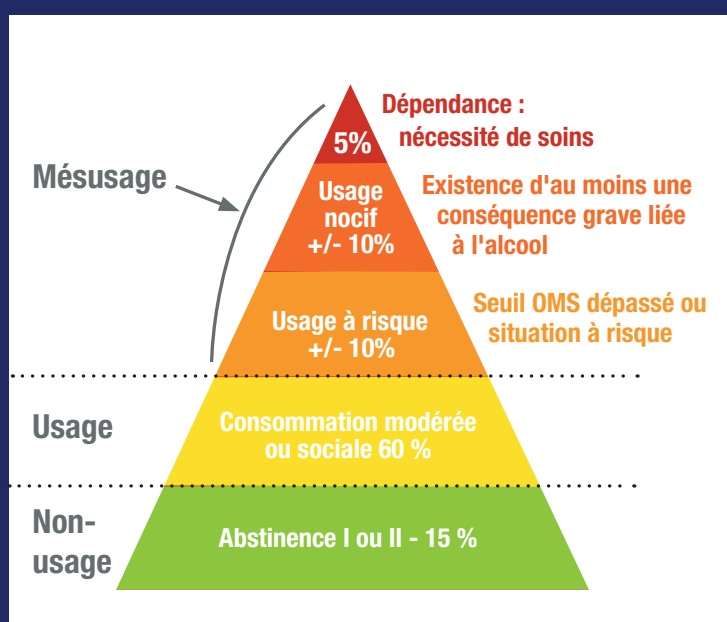 Dépendance :
nécessité de soins
5%
Mésusage
Usage
nocif
+/- 10%
Existence d'au moins une
conséquence grave liée
à l'alcool
Usage à risque
+/- 10%
Seuil OMS dépassé ou
situation à risque
Usage
Consommation modérée
ou sociale 60 %
Non-
usage
Abstinence I ou II - 15 %